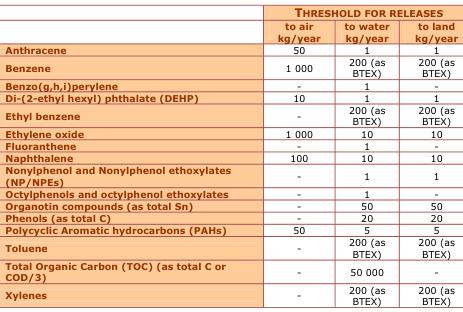 THRESHOLD FOR RELEASES
to air kg/year to water kg/year to land kg/year
Anthracene 50 1 1
Benzene 1 000 200 (as BTEX) 200 (as BTEX)
Benzo(g,h,i)perylene - 1 -
Di-(2-ethyl hexyl) phthalate (DEHP) 10 1 1
Ethyl benzene - 200 (as BTEX) 200 (as BTEX)
Ethylene oxide 1 000 10 10
Fluoranthene - 1 -
Naphthalene 100 10 10
Nonylphenol and Nonylphenol ethoxylates (NP/NPEs) - 1 1
Octylphenols and octylphenol ethoxylates - 1 -
Organotin compounds (as total Sn) - 50 50
Phenols (as total C) - 20 20
Polycyclic Aromatic hydrocarbons (PAHs) 50 5 5
Toluene - 200 (as BTEX) 200 (as BTEX)
Total Organic Carbon (TOC) (as total C or COD/3) - 50 000 -
Xylenes - 200 (as BTEX) 200 (as BTEX)